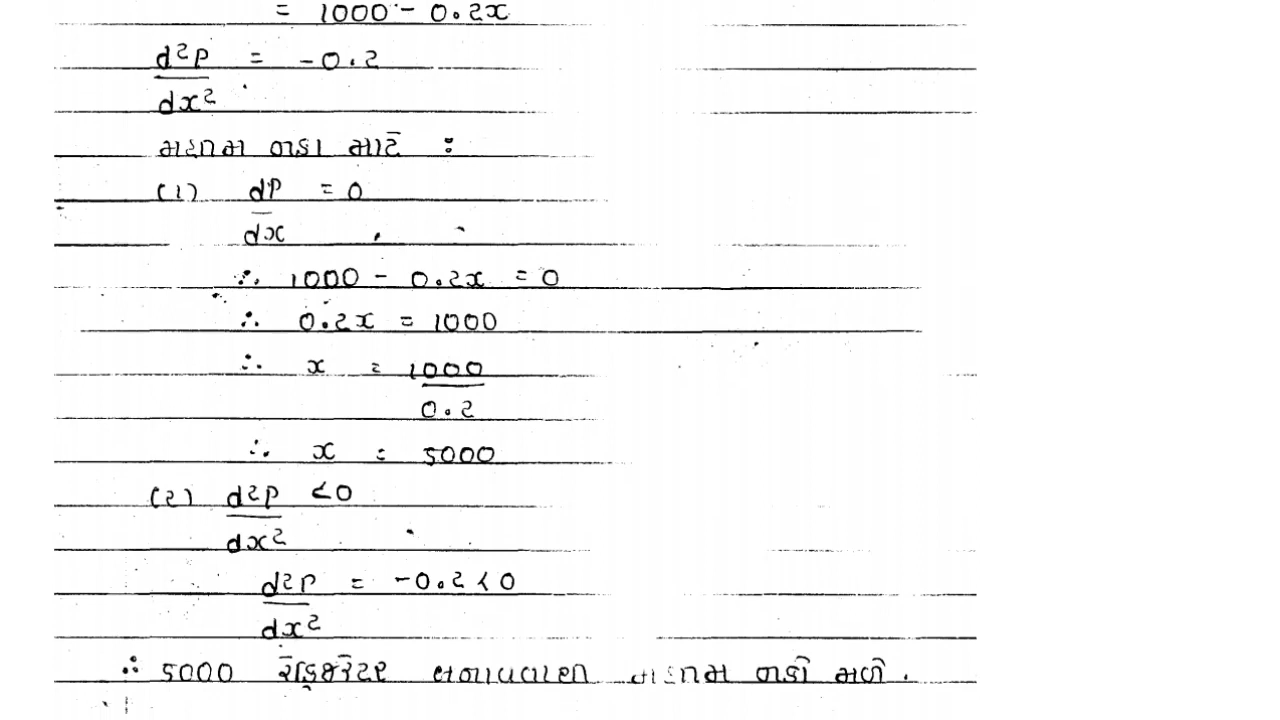 = 1000 - 0.2x
d²p = -0.2
dx²
મહત્તમ નફા માટે :
(1) dp = 0
dx
∴ 1000 - 0.2x = 0
∴ 0.2x = 1000
∴ x = 1000
0.2
∴ x = 5000
(2) d²p <0
dx²
d²p = -0.2 < 0
dx²
∴ 5000 રેફ્રિજરેટર બનાવવાથી મહત્તમ નફો મળે.